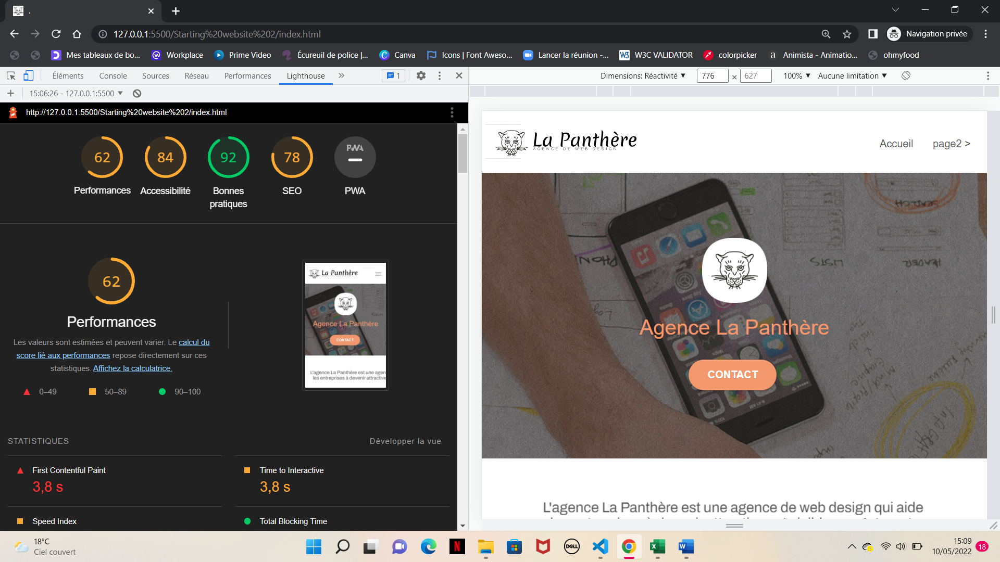 .
127.0.0.1:5500/Starting%20website%202/index.html
Navigation privée
Mes tableaux de bo...
Workplace
Prime Video
Écureuil de police |...
Canva
Icons | Font Aweso...
Lancer la réunion -...
W3C VALIDATOR
colorpicker
Animista - Animatio...
ohmyfood
Éléments
Console
Sources
Réseau
Performances
Lighthouse
1
Dimensions: Réactivité
776
×
627
100%
Aucune limitation
15:06:26 - 127.0.0.1:5500
http://127.0.0.1:5500/Starting%20website%202/index.html
62
Performances
84
Accessibilité
92
Bonnes
pratiques
78
SEO
PWA
PWA
62
Performances
Les valeurs sont estimées et peuvent varier. Le calcul du
score lié aux performances repose directement sur ces
statistiques. Affichez la calculatrice.
0–49
50–89
90–100
La Panthère
Agence La Panthère
CONTACT
L'agence La Panthère est une agen
les entreprises à devenir attractive
STATISTIQUES
Développer la vue
First Contentful Paint
3,8 s
Time to Interactive
3,8 s
Speed Index
Total Blocking Time
La Panthère
AGENCE DE WEB DESIGN
Accueil
page2 >
Agence La Panthère
CONTACT
L'agence La Panthère est une agence de web design qui aide
18°C
Ciel couvert
DELL
15:09
10/05/2022
18